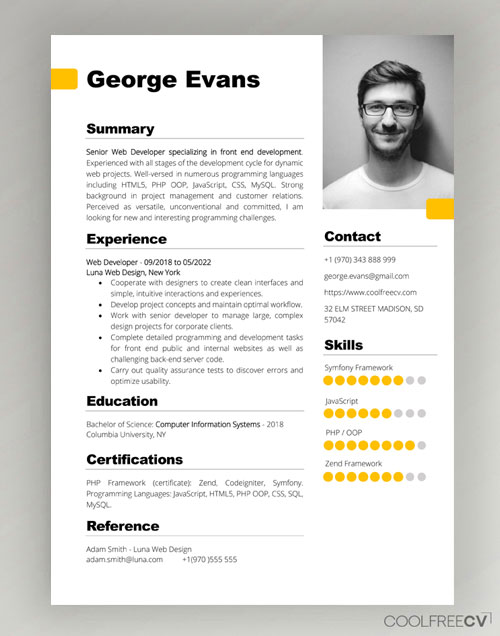 George Evans
Summary
Senior Web Developer specializing in front end development.
Experienced with all stages of the development cycle for dynamic
web projects. Well-versed in numerous programming languages
including HTML5, PHP OOP, JavaScript, CSS, MySQL. Strong
background in project management and customer relations.
Perceived as versatile, unconventional and committed, I am
looking for new and interesting programming challenges.
Experience
Web Developer - 09/2018 to 05/2022
Luna Web Design, New York
• Cooperate with designers to create clean interfaces and
simple, intuitive interactions and experiences.
• Develop project concepts and maintain optimal workflow.
• Work with senior developer to manage large, complex
design projects for corporate clients.
• Complete detailed programming and development tasks
for front end public and internal websites as well as
challenging back-end server code.
• Carry out quality assurance tests to discover errors and
optimize usability.
Education
Bachelor of Science: Computer Information Systems - 2018
Columbia University, NY
Certifications
PHP Framework (certificate): Zend, Codeigniter, Symfony.
Programming Languages: JavaScript, HTML5, PHP OOP, CSS, SQL,
MySQL.
Reference
Adam Smith - Luna Web Design
adam.smith@luna.com +1(970 )555 555
Contact
+1 (970) 343 888 999
george.evans@gmail.com
https://www.coolfreecv.com
32 ELM STREET MADISON, SD
57042
Skills
Symfony Framework
JavaScript
PHP / OOP
Zend Framework
COOLFREECV